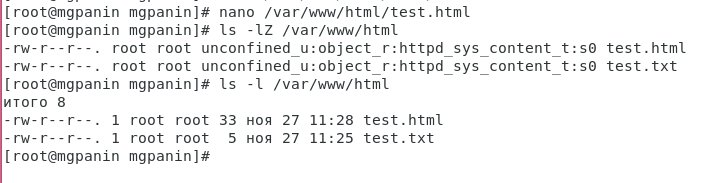 [root@mgpanin mgpanin]# nano /var/www/html/test.html
[root@mgpanin mgpanin]# ls -lZ /var/www/html
-rw-r--r--. root root unconfined_u:object_r:httpd_sys_content_t:s0 test.html
-rw-r--r--. root root unconfined_u:object_r:httpd_sys_content_t:s0 test.txt
[root@mgpanin mgpanin]# ls -l /var/www/html
итого 8
-rw-r--r--. 1 root root 33 ноя 27 11:28 test.html
-rw-r--r--. 1 root root  5 ноя 27 11:25 test.txt
[root@mgpanin mgpanin]#